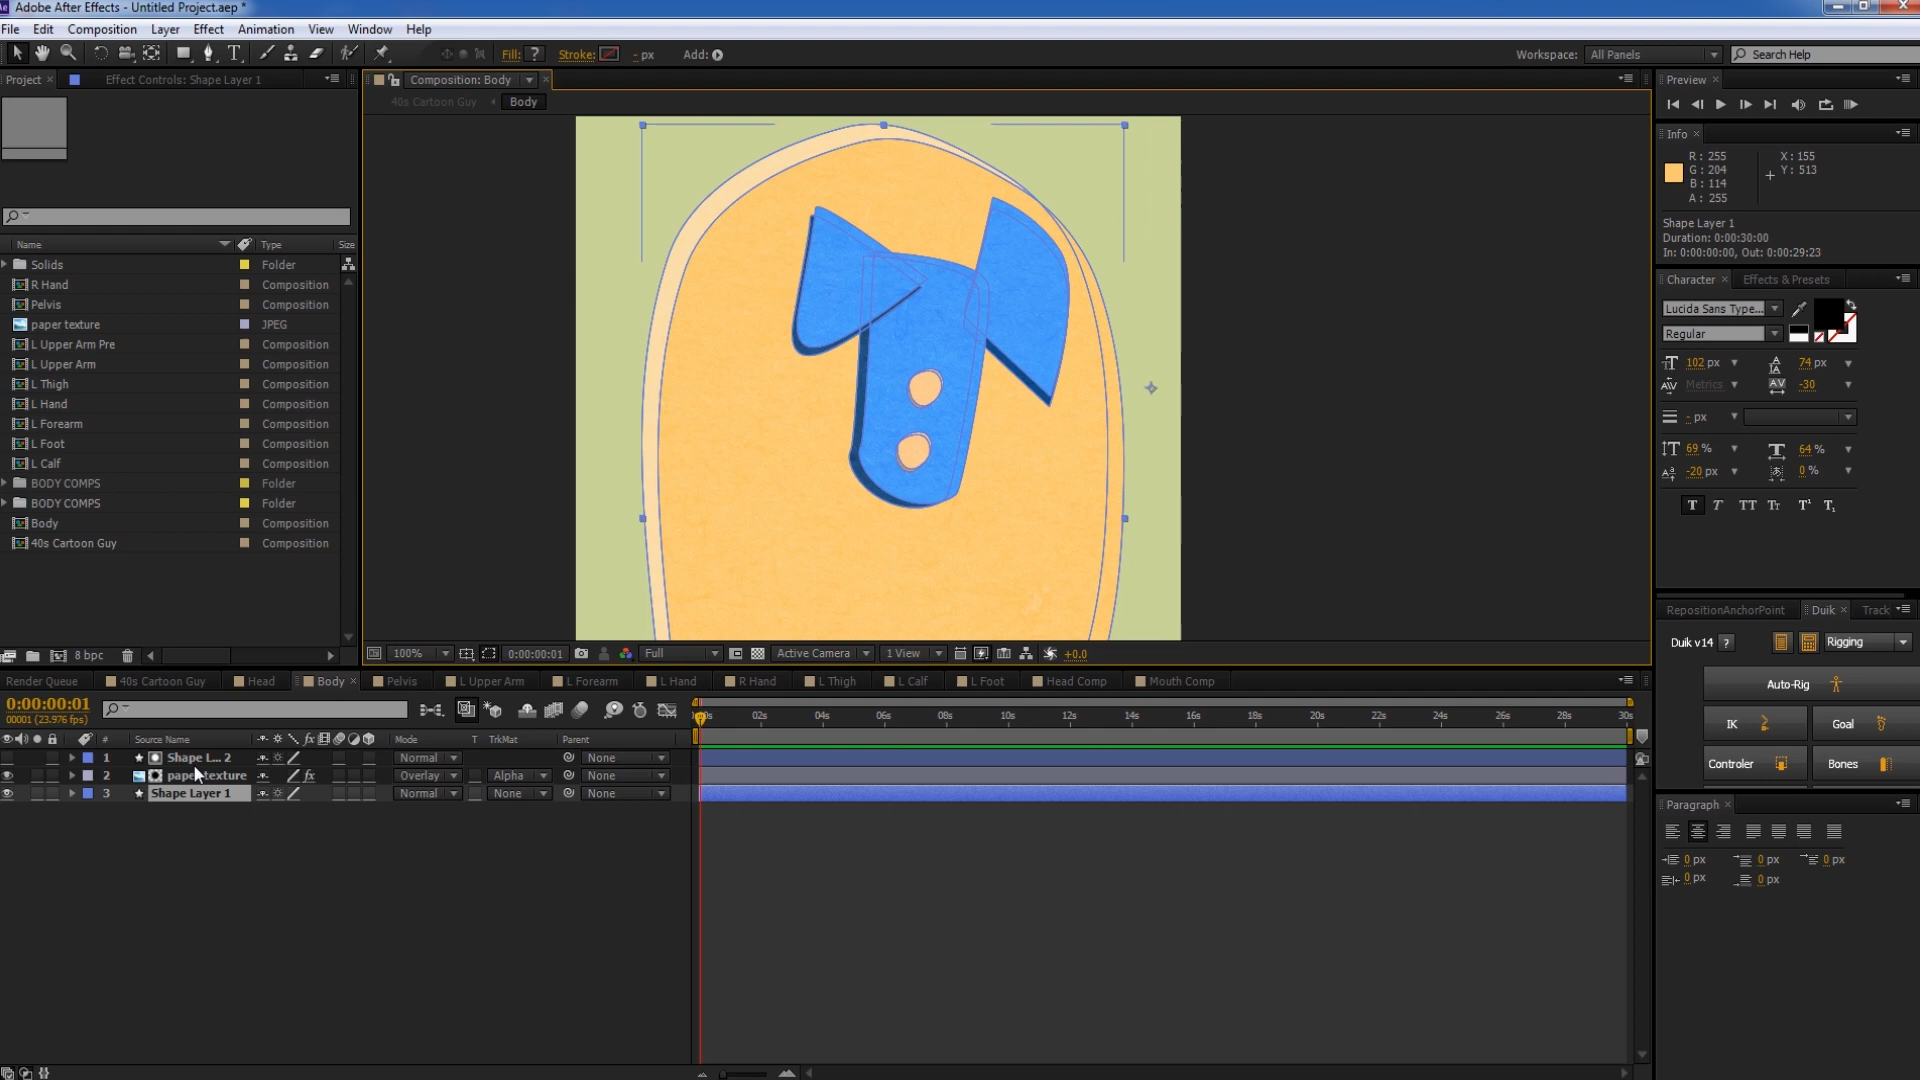 Adobe After Effects - Untitled Project.aep *
File Edit Composition Layer Effect Animation View Window Help
Fill: ? Stroke: - px Add:
Workspace: All Panels Search Help
Project × Effect Controls: Shape Layer 1
Composition: Body
40s Cartoon Guy Body
Name Type Size
Solids Folder
R Hand Composition
Pelvis Composition
paper texture JPEG
L Upper Arm Pre Composition
L Upper Arm Composition
L Thigh Composition
L Hand Composition
L Forearm Composition
L Foot Composition
L Calf Composition
BODY COMPS Folder
BODY COMPS Folder
Body Composition
40s Cartoon Guy Composition
8 bpc
100% 0:00:00:01 Full Active Camera 1 View +0.0
Preview ×
Info ×
R: 255 X: 155
G: 204 Y: 513
B: 114
A: 255
Shape Layer 1
Duration: 0:00:30:00
In: 0:00:00:00, Out: 0:00:29:23
Character × Effects & Presets
Lucida Sans Type...
Regular
102 px 74 px
Metrics -30
- px
69 % 64 %
-20 px 0 %
T T TT Tr T¹ T₁
RepositionAnchorPoint Duik × Track
Duik v14 ? Rigging
Auto-Rig
IK Goal
Controler Bones
Paragraph ×
0 px 0 px 0 px
0 px 0 px
Render Queue 40s Cartoon Guy Head Body × Pelvis L Upper Arm L Forearm L Hand R Hand L Thigh L Calf L Foot Head Comp Mouth Comp
0:00:00:01
00001 (23.976 fps)
02s 04s 06s 08s 10s 12s 14s 16s 18s 20s 22s 24s 26s 28s 30s
# Source Name Mode T TrkMat Parent
1 Shape L... 2 Normal None
2 paper texture Overlay Alpha None
3 Shape Layer 1 Normal None None